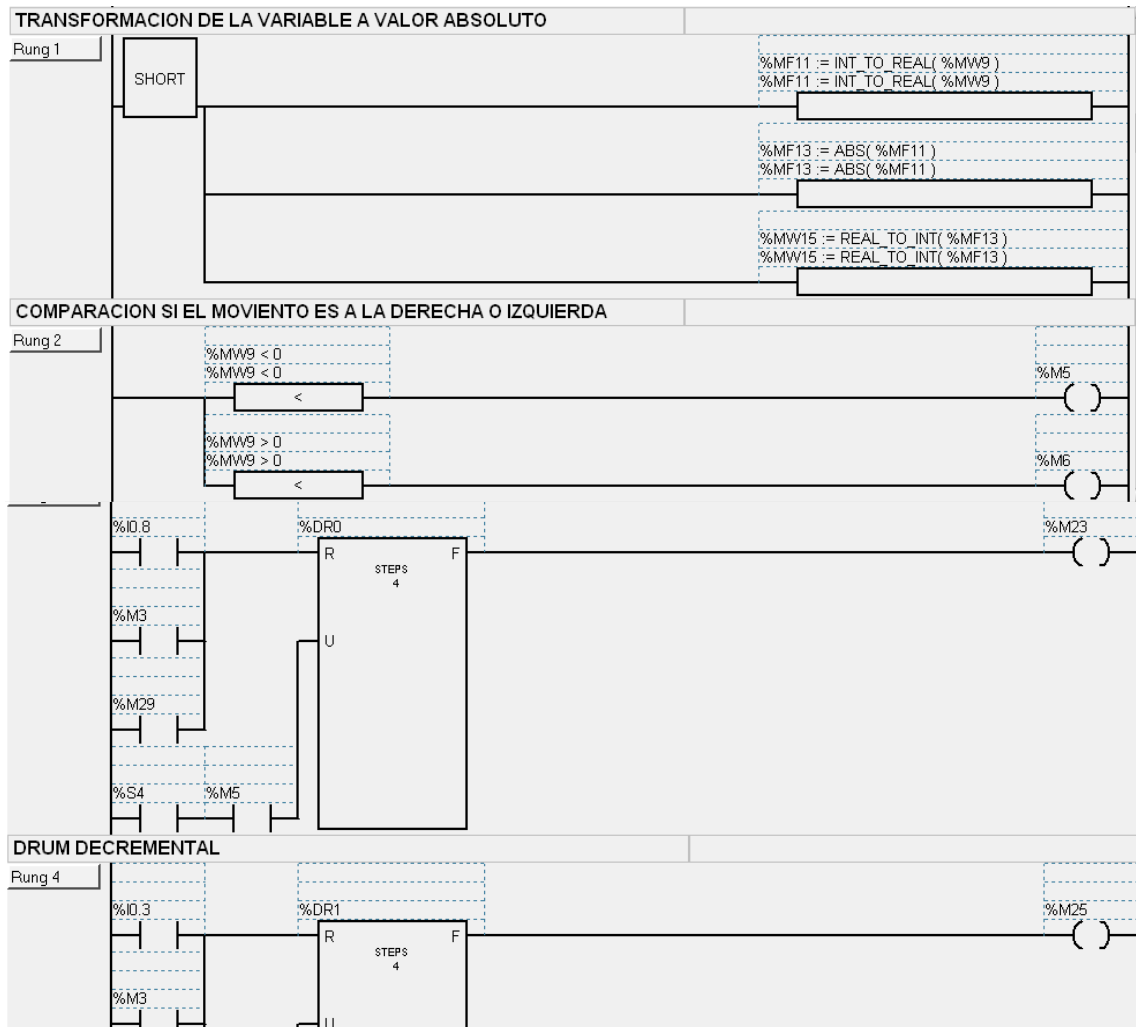 TRANSFORMACION DE LA VARIABLE A VALOR ABSOLUTO
Rung 1
SHORT
%MF11 := INT_TO_REAL( %MW9 )
%MF11 := INT_TO_REAL( %MW9 )
%MF13 := ABS( %MF11 )
%MF13 := ABS( %MF11 )
%MW15 := REAL_TO_INT( %MF13 )
%MW15 := REAL_TO_INT( %MF13 )
COMPARACION SI EL MOVIENTO ES A LA DERECHA O IZQUIERDA
Rung 2
%MW9 < 0
%MW9 < 0
%M5
<
%MW9 > 0
%MW9 > 0
%M6
<
%I0.8
%DR0
%M23
R
F
STEPS
4
%M3
U
%M29
%S4
%M5
DRUM DECREMENTAL
Rung 4
%I0.3
%DR1
%M25
R
F
STEPS
4
%M3
U